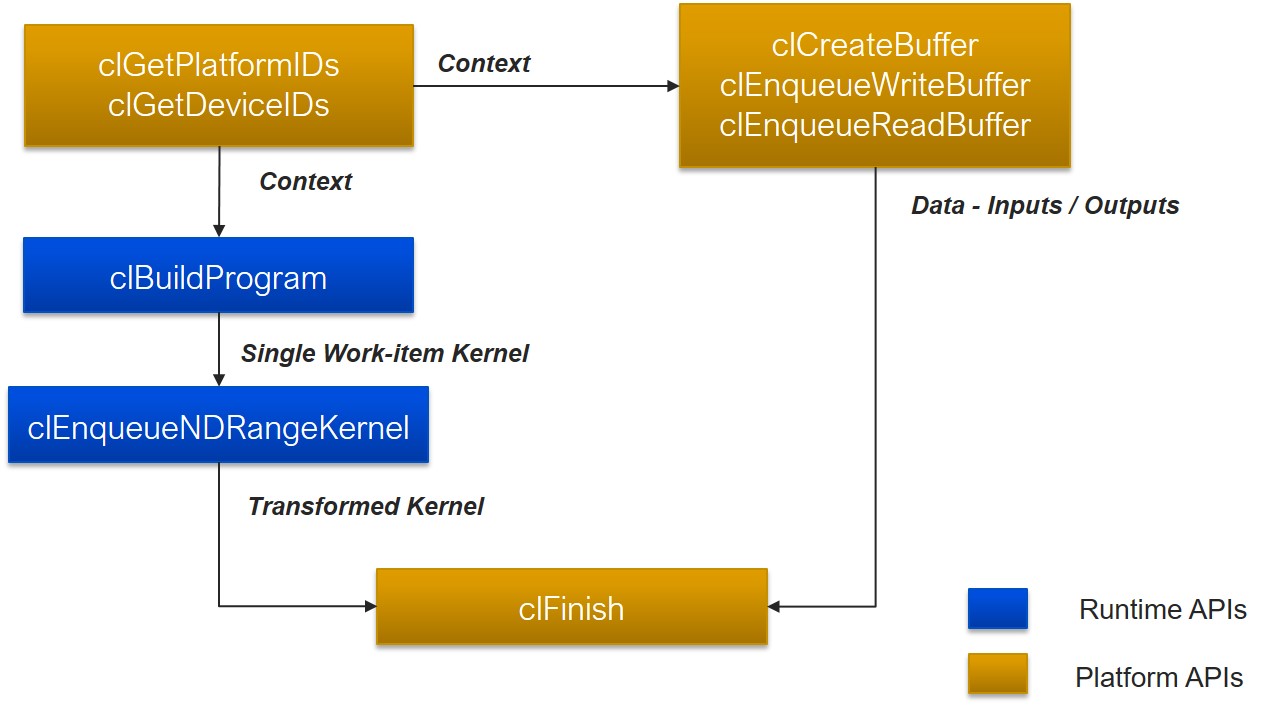 clGetPlatformIDs
clGetDeviceIDs
Context
clCreateBuffer
clEnqueueWriteBuffer
clEnqueueReadBuffer
Context
Data - Inputs / Outputs
clBuildProgram
Single Work-item Kernel
clEnqueueNDRangeKernel
Transformed Kernel
clFinish
Runtime APIs
Platform APIs